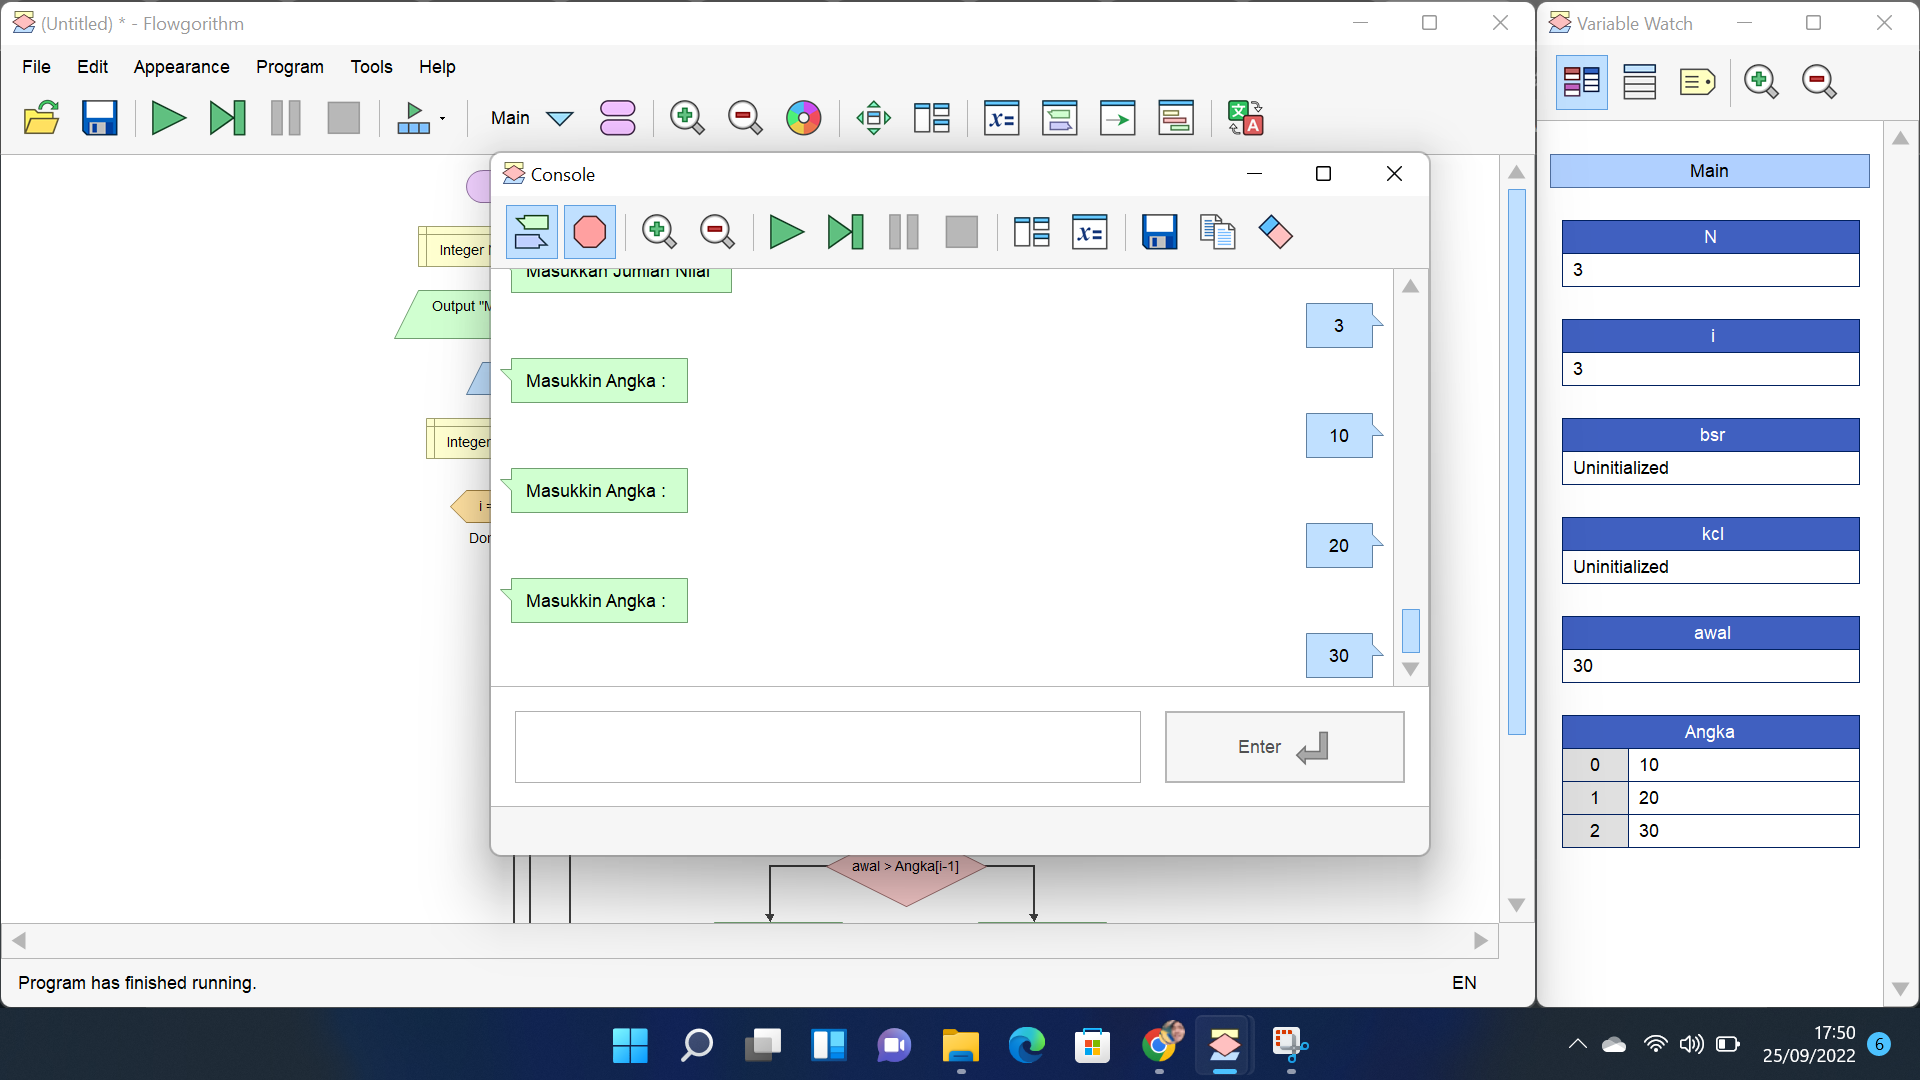 (Untitled) * - Flowgorithm
File Edit Appearance Program Tools Help
Main
Integer
Output "M
Integer
i =
Don
Console
Masukkan Jumlah Nilai
3
Masukkin Angka :
10
Masukkin Angka :
20
Masukkin Angka :
30
Enter
awal > Angka[i-1]
Program has finished running.
EN
Variable Watch
Main
N
3
i
3
bsr
Uninitialized
kcl
Uninitialized
awal
30
Angka
0 10
1 20
2 30
17:50
25/09/2022
6